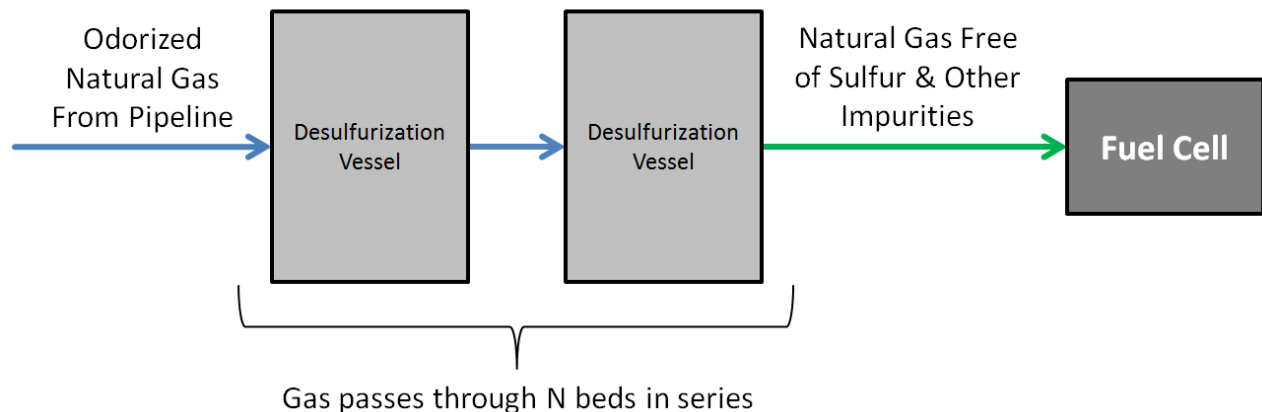 Odorized
Natural Gas
From Pipeline
Desulfurization
Vessel
Desulfurization
Vessel
Natural Gas Free
of Sulfur & Other
Impurities
Fuel Cell
Gas passes through N beds in series